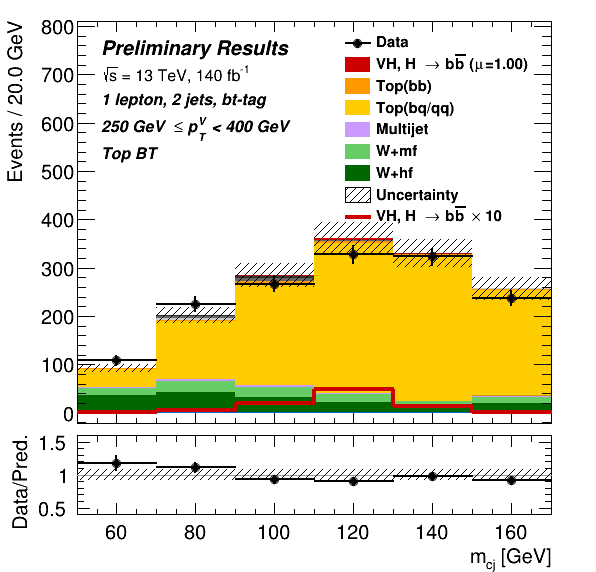 Preliminary Results
√s = 13 TeV, 140 fb⁻¹
1 lepton, 2 jets, bt-tag
250 GeV ≤ p_T^V < 400 GeV
Top BT
Data
VH, H → bb̅ (μ=1.00)
Top(bb)
Top(bq/qq)
Multijet
W+mf
W+hf
Uncertainty
VH, H → bb̅ × 10
Events / 20.0 GeV
800
700
600
500
400
300
200
100
0
Data/Pred.
1.5
1
0.5
60 80 100 120 140 160
m_cj [GeV]